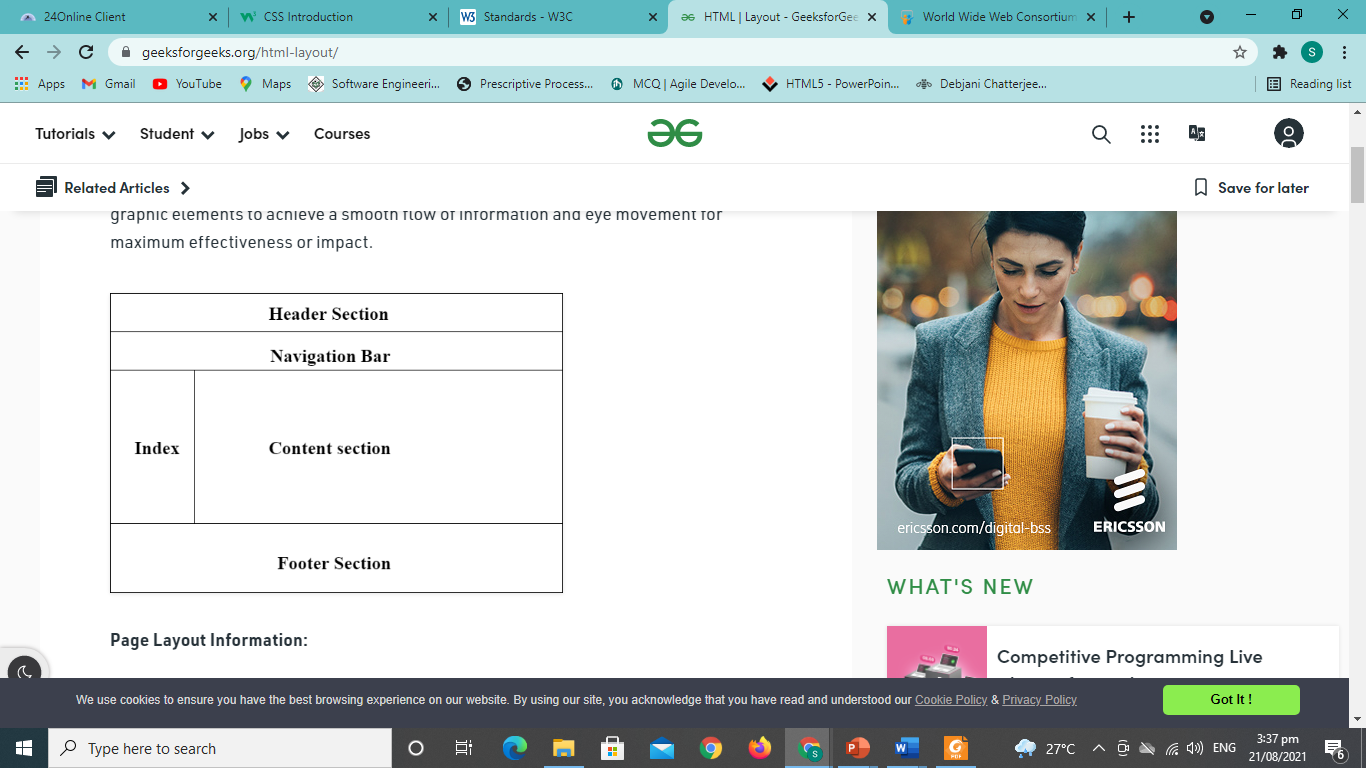 24Online Client
CSS Introduction
W3 Standards - W3C
HTML | Layout - GeeksforGee
World Wide Web Consortium
S
geeksforgeeks.org/html-layout/
Apps Gmail YouTube Maps Software Engineeri... Prescriptive Process... MCQ | Agile Develo... HTML5 - PowerPoin... Debjani Chatterjee... Reading list
Tutorials Student Jobs Courses
Related Articles
Save for later
graphic elements to achieve a smooth flow of information and eye movement for
maximum effectiveness or impact.
Header Section
Navigation Bar
Index Content section
Footer Section
Page Layout Information:
ericsson.com/digital-bss
ERICSSON
WHAT'S NEW
Competitive Programming Live
We use cookies to ensure you have the best browsing experience on our website. By using our site, you acknowledge that you have read and understood our Cookie Policy & Privacy Policy
Got It !
Type here to search
27°C
ENG
3:37 pm
21/08/2021
6